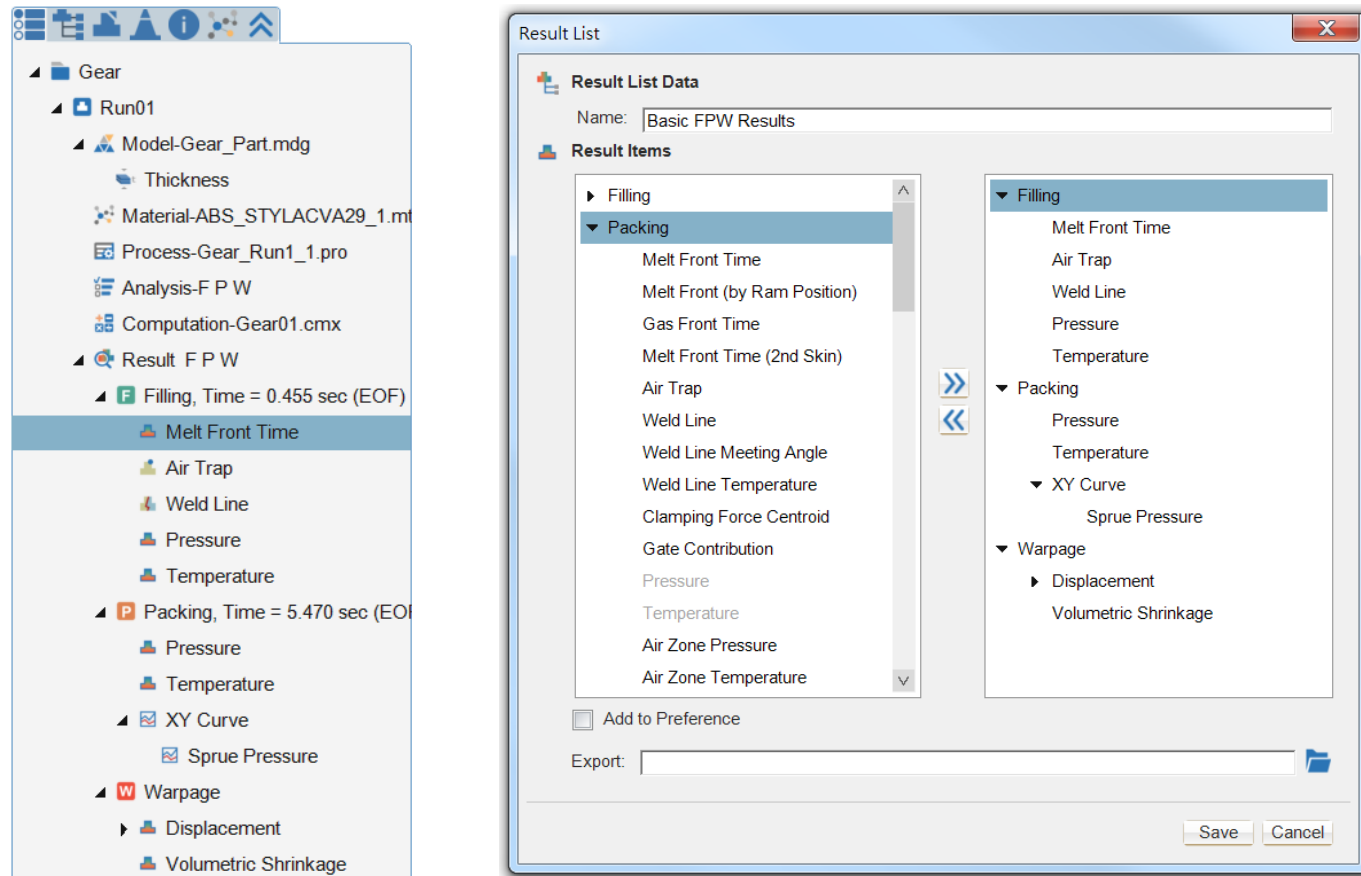 Gear
Run01
Model-Gear_Part.mdg
Thickness
Material-ABS_STYLACVA29_1.mt
Process-Gear_Run1_1.pro
Analysis-F P W
Computation-Gear01.cmx
Result F P W
F Filling, Time = 0.455 sec (EOF)
Melt Front Time
Air Trap
Weld Line
Pressure
Temperature
P Packing, Time = 5.470 sec (EOF
Pressure
Temperature
XY Curve
Sprue Pressure
W Warpage
Displacement
Volumetric Shrinkage
Result List
X
Result List Data
Name: Basic FPW Results
Result Items
Filling
Packing
Melt Front Time
Melt Front (by Ram Position)
Gas Front Time
Melt Front Time (2nd Skin)
Air Trap
Weld Line
Weld Line Meeting Angle
Weld Line Temperature
Clamping Force Centroid
Gate Contribution
Pressure
Temperature
Air Zone Pressure
Air Zone Temperature
Filling
Melt Front Time
Air Trap
Weld Line
Pressure
Temperature
Packing
Pressure
Temperature
XY Curve
Sprue Pressure
Warpage
Displacement
Volumetric Shrinkage
Add to Preference
Export:
Save Cancel